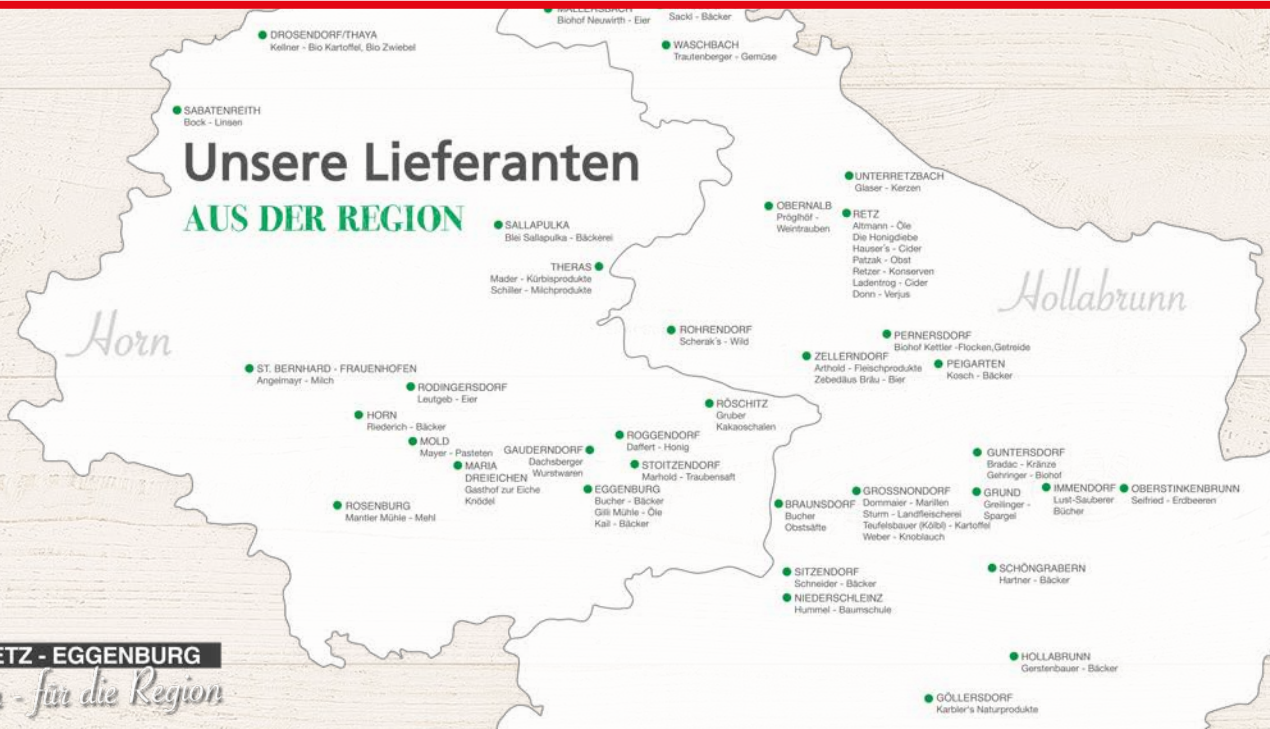 MALLERSBACH
Biohof Neuwirth - Eier
Sackl - Bäcker
DROSENDORF/THAYA
Kellner - Bio Kartoffel, Bio Zwiebel
WASCHBACH
Trautenberger - Gemüse
SABATENREITH
Bock - Linsen
Unsere Lieferanten
AUS DER REGION
UNTERRETZBACH
Glaser - Kerzen
OBERNALB
Pröglhöf -
Weintrauben
RETZ
Altmann - Öle
Die Honigdiebe
Hauser´s - Cider
Patzak - Obst
Retzer - Konserven
Ladentrog - Cider
Donn - Verjus
SALLAPULKA
Blei Sallapulka - Bäckerei
THERAS
Mader - Kürbisprodukte
Schiller - Milchprodukte
Hollabrunn
Horn
ROHRENDORF
Scherak´s - Wild
PERNERSDORF
Biohof Kettler -Flocken,Getreide
ZELLERNDORF
Arthold - Fleischprodukte
Zebedäus Bräu - Bier
PEIGARTEN
Kosch - Bäcker
ST. BERNHARD - FRAUENHOFEN
Angelmayr - Milch
RODINGERSDORF
Leutgeb - Eier
RÖSCHITZ
Gruber
Kakaoschalen
HORN
Riederich - Bäcker
MOLD
Mayer - Pasteten
ROGGENDORF
Daffert - Honig
GAUDERNDORF
Dachsberger
Wurstwaren
MARIA
DREIEICHEN
Gasthof zur Eiche
Knödel
STOITZENDORF
Marhold - Traubensaft
EGGENBURG
Bucher - Bäcker
Gilli Mühle - Öle
Kail - Bäcker
ROSENBURG
Mantler Mühle - Mehl
GUNTERSDORF
Bradac - Kränze
Gehringer - Biohof
BRAUNSDORF
Bucher
Obstsäfte
GROSSNONDORF
Dommaier - Marillen
Sturm - Landfleischerei
Teufelsbauer (Kölbl) - Kartoffel
Weber - Knoblauch
GRUND
Greilinger -
Spargel
IMMENDORF
Lust-Sauberer
Bücher
OBERSTINKENBRUNN
Seifried - Erdbeeren
SITZENDORF
Schneider - Bäcker
NIEDERSCHLEINZ
Hummel - Baumschule
SCHÖNGRABERN
Hartner - Bäcker
HOLLABRUNN
Gerstenbauer - Bäcker
GÖLLERSDORF
Karbler's Naturprodukte
ETZ - EGGENBURG
- für die Region